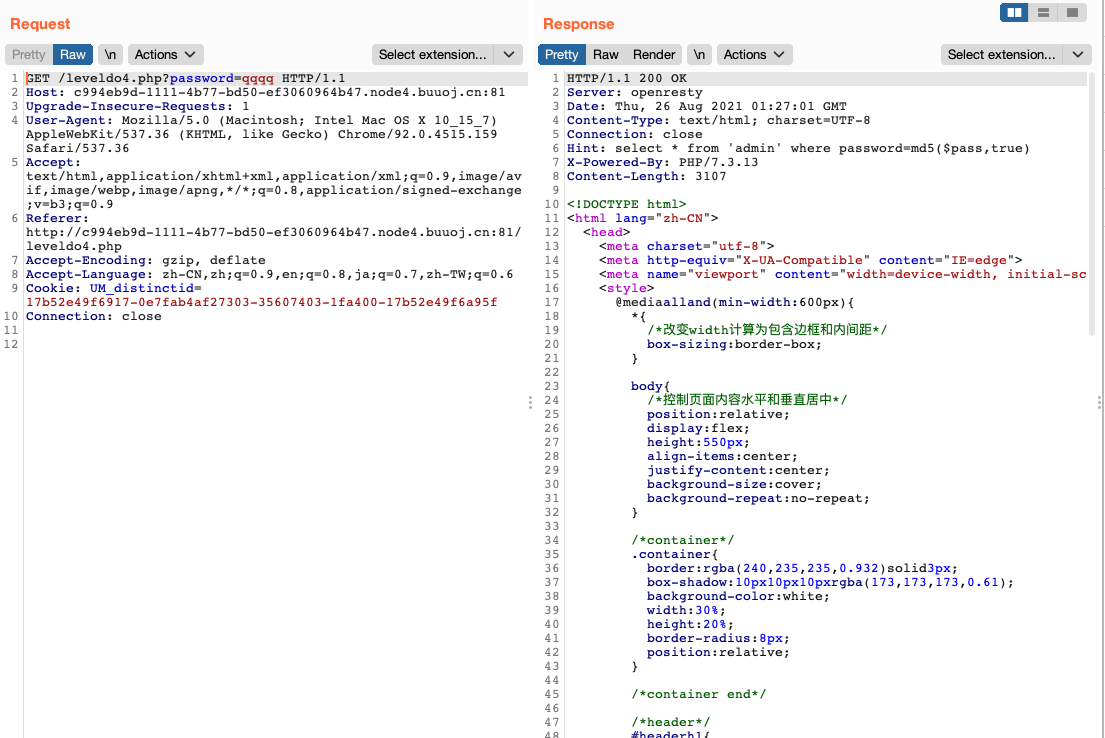 Request
Pretty Raw \n Actions Select extension...
1 GET /leveldo4.php?password=qqqq HTTP/1.1
2 Host: c994eb9d-1111-4b77-bd50-ef3060964b47.node4.buuoj.cn:81
3 Upgrade-Insecure-Requests: 1
4 User-Agent: Mozilla/5.0 (Macintosh; Intel Mac OS X 10_15_7)
AppleWebKit/537.36 (KHTML, like Gecko) Chrome/92.0.4515.159
Safari/537.36
5 Accept:
text/html,application/xhtml+xml,application/xml;q=0.9,image/av
if,image/webp,image/apng,*/*;q=0.8,application/signed-exchange
;v=b3;q=0.9
6 Referer:
http://c994eb9d-1111-4b77-bd50-ef3060964b47.node4.buuoj.cn:81/
leveldo4.php
7 Accept-Encoding: gzip, deflate
8 Accept-Language: zh-CN,zh;q=0.9,en;q=0.8,ja;q=0.7,zh-TW;q=0.6
9 Cookie: UM_distinctid=
17b52e49f6917-0e7fab4af27303-35607403-1fa400-17b52e49f6a95f
10 Connection: close
11
12
Response
Pretty Raw Render \n Actions Select extension...
1 HTTP/1.1 200 OK
2 Server: openresty
3 Date: Thu, 26 Aug 2021 01:27:01 GMT
4 Content-Type: text/html; charset=UTF-8
5 Connection: close
6 Hint: select * from 'admin' where password=md5($pass,true)
7 X-Powered-By: PHP/7.3.13
8 Content-Length: 3107
9
10 <!DOCTYPE html>
11 <html lang="zh-CN">
12 <head>
13 <meta charset="utf-8">
14 <meta http-equiv="X-UA-Compatible" content="IE=edge">
15 <meta name="viewport" content="width=device-width, initial-sc
16 <style>
17 @mediaalland(min-width:600px){
18 *{
19 /*改变width计算为包含边框和内间距*/
20 box-sizing:border-box;
21 }
22
23 body{
24 /*控制页面内容水平和垂直居中*/
25 position:relative;
26 display:flex;
27 height:550px;
28 align-items:center;
29 justify-content:center;
30 background-size:cover;
31 background-repeat:no-repeat;
32 }
33
34 /*container*/
35 .container{
36 border:rgba(240,235,235,0.932)solid3px;
37 box-shadow:10px10px10pxrgba(173,173,173,0.61);
38 background-color:white;
39 width:30%;
40 height:20%;
41 border-radius:8px;
42 position:relative;
43 }
44
45 /*container end*/
46
47 /*header*/
48 #headerh1{